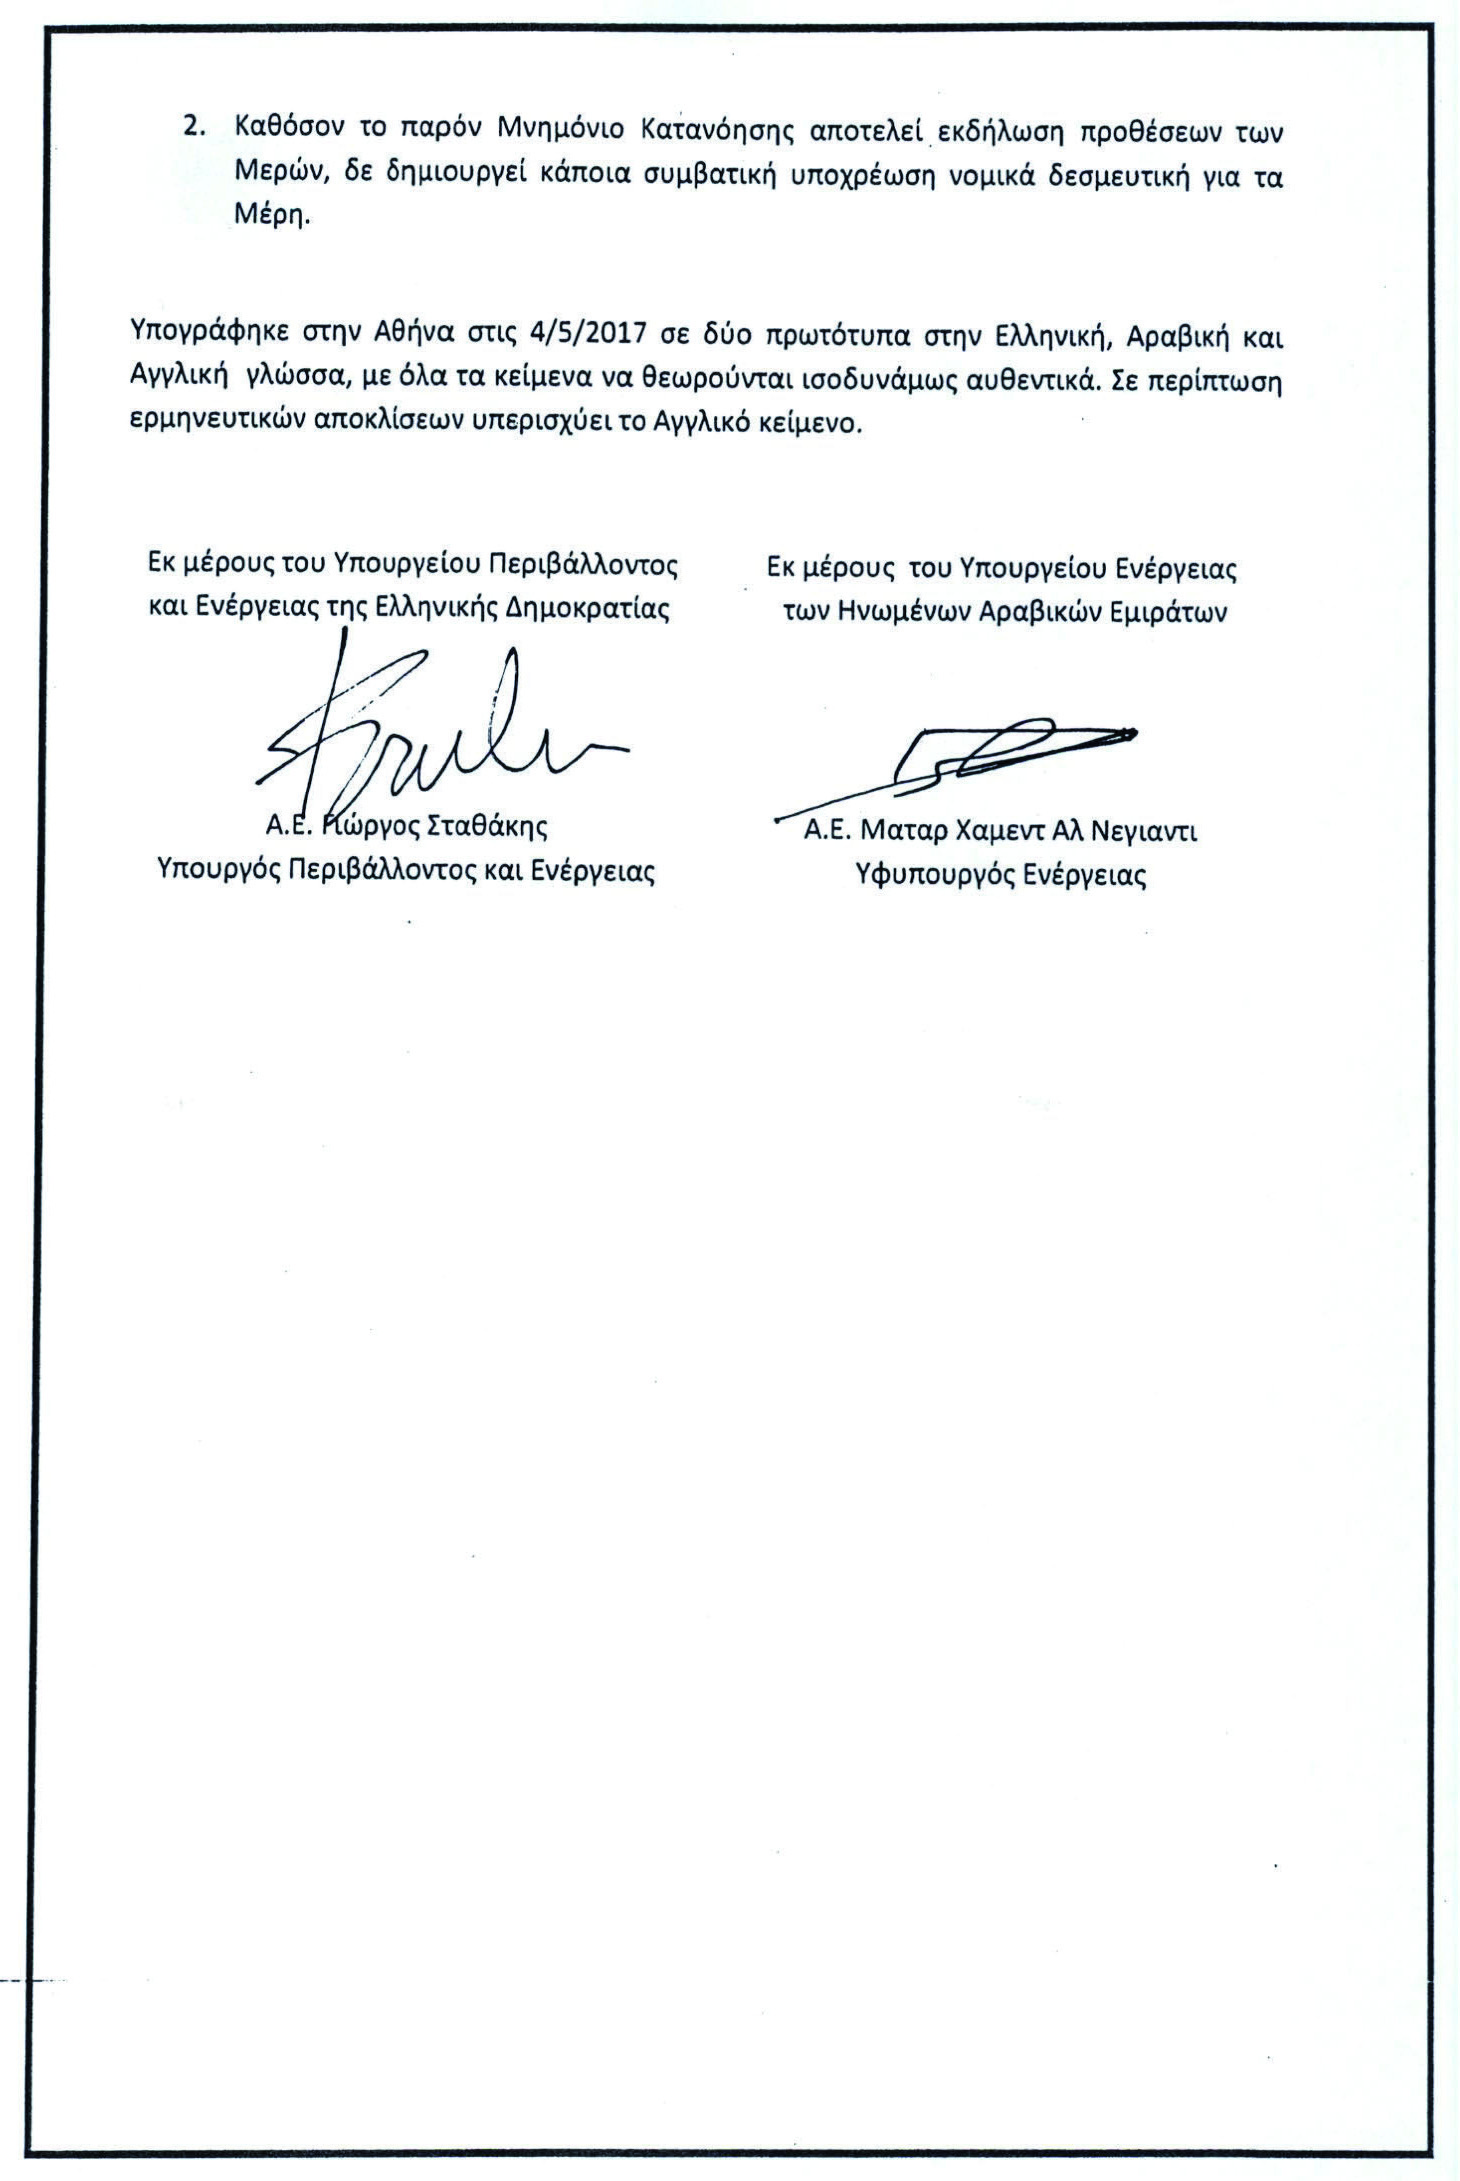 2. Καθόσον το παρόν Μνημόνιο Κατανόησης αποτελεί εκδήλωση προθέσεων των
Μερών, δε δημιουργεί κάποια συμβατική υποχρέωση νομικά δεσμευτική για τα
Μέρη.
Υπογράφηκε στην Αθήνα στις 4/5/2017 σε δύο πρωτότυπα στην Ελληνική, Αραβική και
Αγγλική γλώσσα, με όλα τα κείμενα να θεωρούνται ισοδυνάμως αυθεντικά. Σε περίπτωση
ερμηνευτικών αποκλίσεων υπερισχύει το Αγγλικό κείμενο.
Εκ μέρους του Υπουργείου Περιβάλλοντος
και Ενέργειας της Ελληνικής Δημοκρατίας
Α.Ε. Γιώργος Σταθάκης
Υπουργός Περιβάλλοντος και Ενέργειας
Εκ μέρους του Υπουργείου Ενέργειας
των Ηνωμένων Αραβικών Εμιράτων
Α.Ε. Ματαρ Χαμεντ Αλ Νεγιαντι
Υφυπουργός Ενέργειας